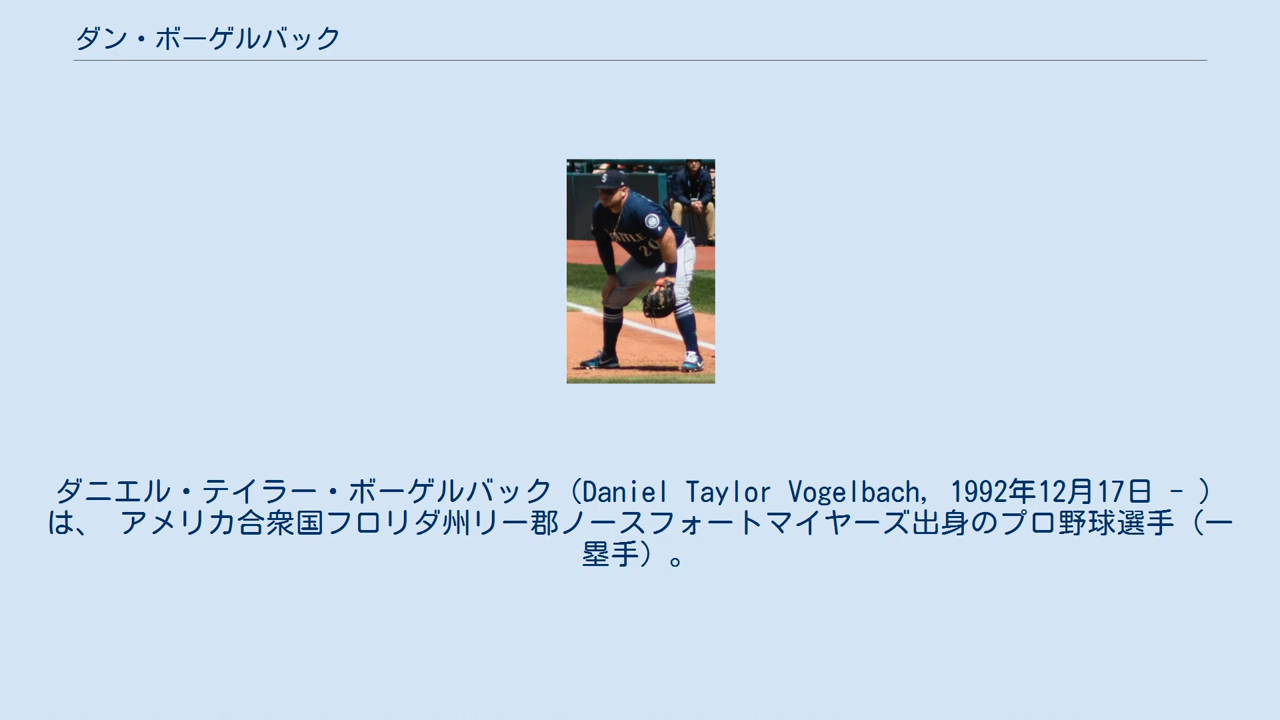 ダン・ボーゲルバック
S
SEATTLE
20
ダニエル・テイラー・ボーゲルバック（Daniel Taylor Vogelbach, 1992年12月17日 - ）
は、 アメリカ合衆国フロリダ州リー郡ノースフォートマイヤーズ出身のプロ野球選手（一
塁手）。